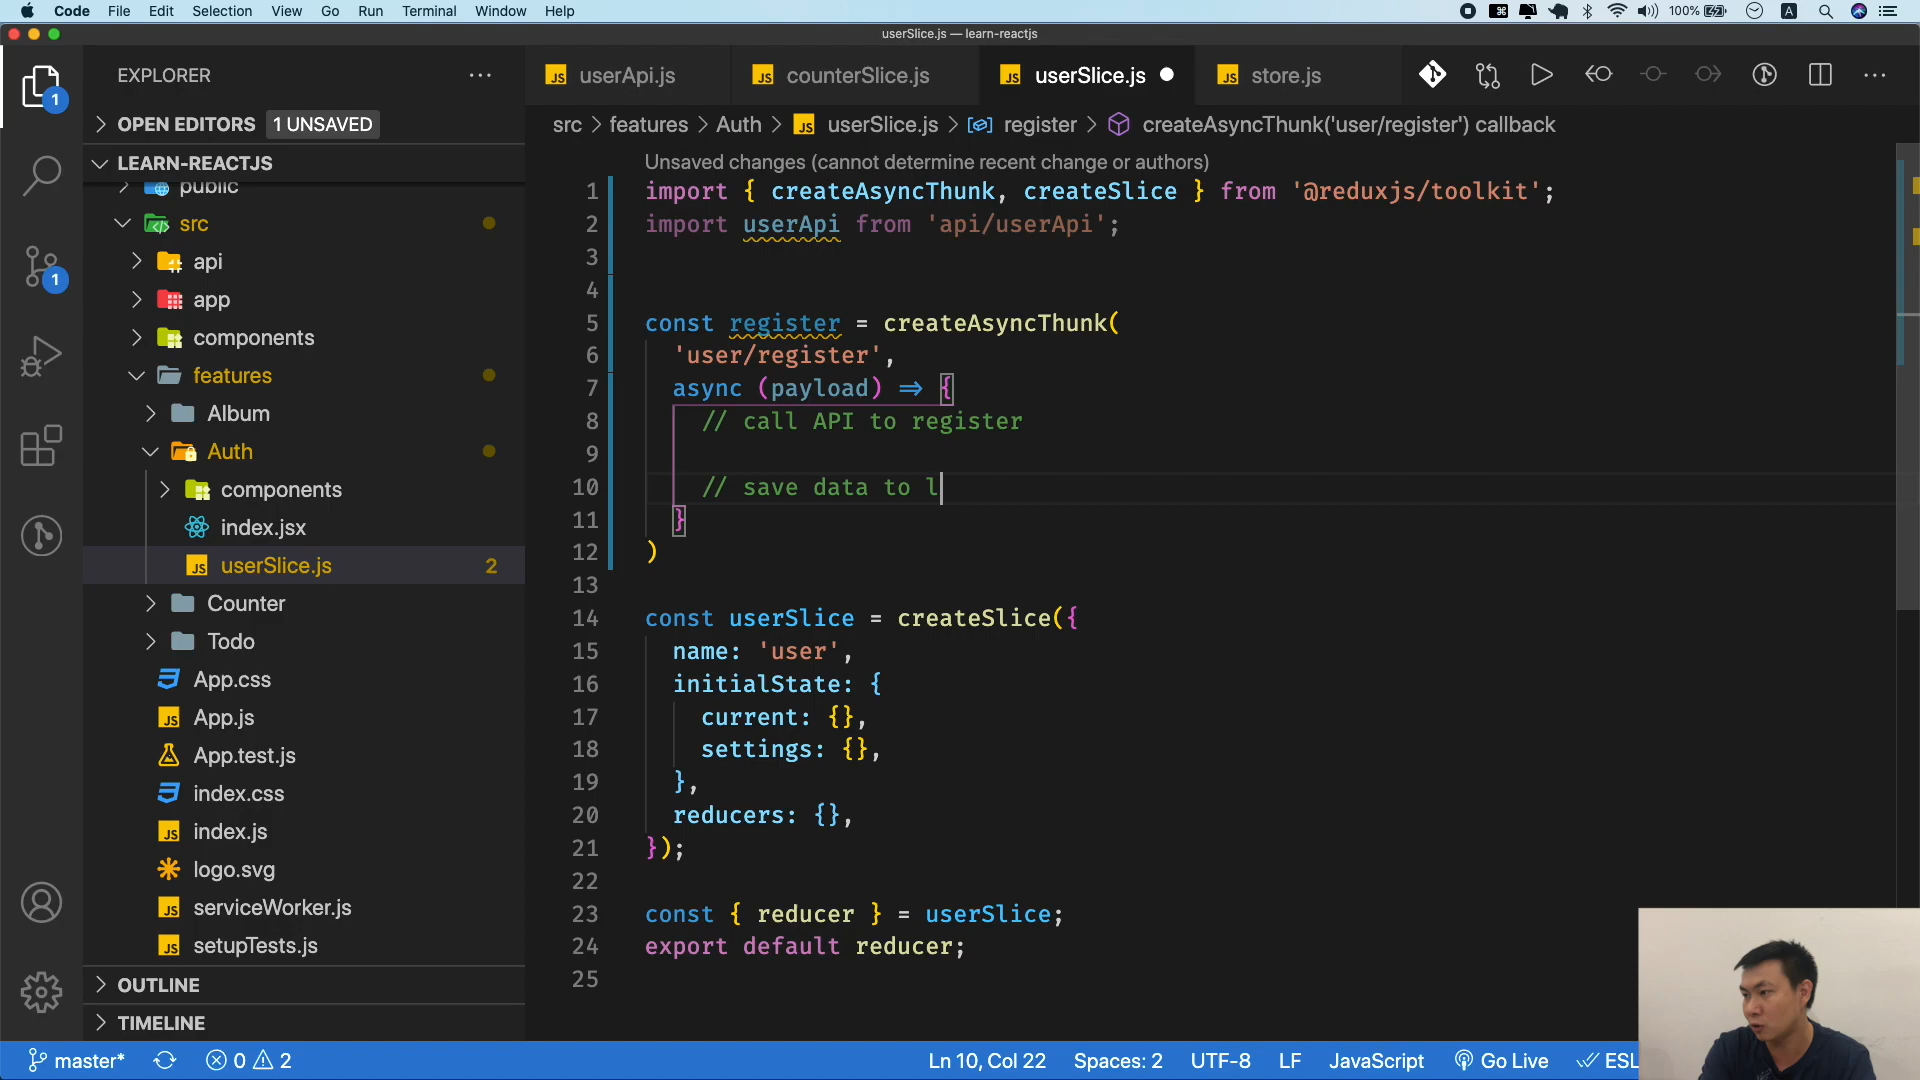 Code File Edit Selection View Go Run Terminal Window Help 100% A
userSlice.js — learn-reactjs
EXPLORER
JS userApi.js JS counterSlice.js JS userSlice.js JS store.js
1
OPEN EDITORS 1 UNSAVED
src > features > Auth > JS userSlice.js > register > createAsyncThunk('user/register') callback
LEARN-REACTJS
public
src
api
app
components
features
Album
Auth
components
index.jsx
JS userSlice.js 2
Counter
Todo
App.css
JS App.js
App.test.js
index.css
JS index.js
logo.svg
JS serviceWorker.js
JS setupTests.js
OUTLINE
TIMELINE
1
Unsaved changes (cannot determine recent change or authors)
1 import { createAsyncThunk, createSlice } from '@reduxjs/toolkit';
2 import userApi from 'api/userApi';
3
4
5 const register = createAsyncThunk(
6 'user/register',
7 async (payload) ⇒ {
8 // call API to register
9
10 // save data to l
11 }
12 )
13
14 const userSlice = createSlice({
15 name: 'user',
16 initialState: {
17 current: {},
18 settings: {},
19 },
20 reducers: {},
21 });
22
23 const { reducer } = userSlice;
24 export default reducer;
25
master* 0 2 Ln 10, Col 22 Spaces: 2 UTF-8 LF JavaScript Go Live ESL